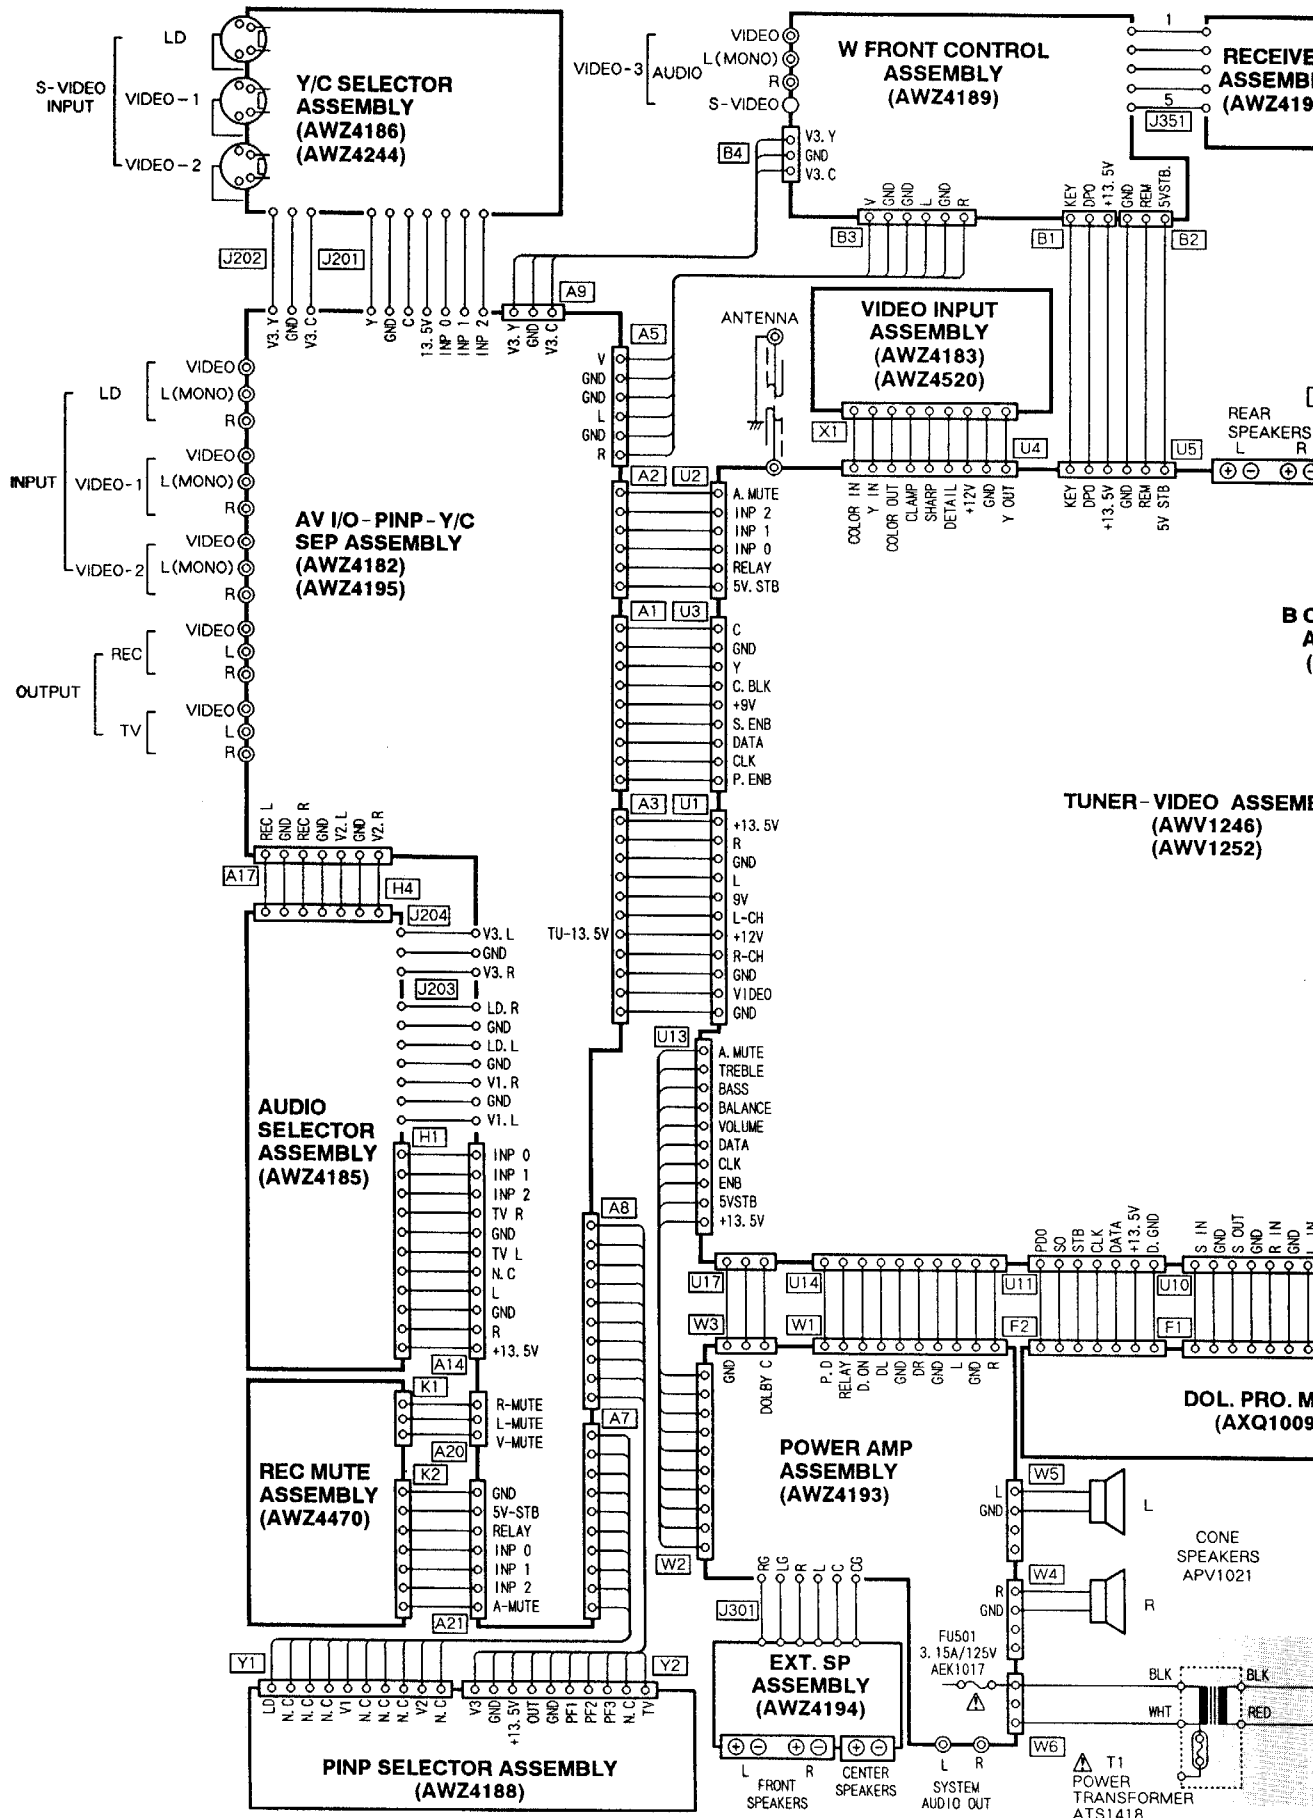 LD
S-VIDEO
INPUT
VIDEO-1
VIDEO-2
Y/C SELECTOR
ASSEMBLY
(AWZ4186)
(AWZ4244)
J202
J201
V3.Y
GND
V3.C
Y
GND
C
13.5V
INP 0
INP 1
INP 2
V3.Y
GND
V3.C
A9
VIDEO-3
AUDIO
VIDEO
L(MONO)
R
S-VIDEO
W FRONT CONTROL
ASSEMBLY
(AWZ4189)
B4
V3.Y
GND
V3.C
V
GND
GND
L
GND
R
B3
1
5
J351
RECEIVE
ASSEMB
(AWZ419
KEY
DPO
+13.5V
GND
REM
5VSTB.
B1
B2
ANTENNA
VIDEO INPUT
ASSEMBLY
(AWZ4183)
(AWZ4520)
X1
U4
COLOR IN
Y IN
COLOR OUT
CLAMP
SHARP
DETAIL
+12V
GND
Y OUT
U5
KEY
DPO
+13.5V
GND
REM
5V STB
REAR
SPEAKERS
L R
A5
V
GND
GND
L
GND
R
INPUT
LD
VIDEO
L(MONO)
R
VIDEO-1
VIDEO
L(MONO)
R
VIDEO-2
VIDEO
L(MONO)
R
OUTPUT
REC
VIDEO
L
R
TV
VIDEO
L
R
AV I/O-PINP-Y/C
SEP ASSEMBLY
(AWZ4182)
(AWZ4195)
A2 U2
A.MUTE
INP 2
INP 1
INP 0
RELAY
5V.STB
A1 U3
C
GND
Y
C.BLK
+9V
S.ENB
DATA
CLK
P.ENB
A3 U1
+13.5V
R
GND
L
9V
L-CH
TU-13.5V
+12V
R-CH
GND
VIDEO
GND
B C
A
(
TUNER-VIDEO ASSEMB
(AWV1246)
(AWV1252)
REC L
GND
REC R
GND
V2.L
GND
V2.R
A17
H4
J204
V3.L
GND
V3.R
J203
LD.R
GND
LD.L
GND
V1.R
GND
V1.L
AUDIO
SELECTOR
ASSEMBLY
(AWZ4185)
H1
INP 0
INP 1
INP 2
TV R
GND
TV L
N.C
L
GND
R
+13.5V
A14
K1
R-MUTE
L-MUTE
V-MUTE
A20
K2
GND
5V-STB
RELAY
INP 0
INP 1
INP 2
A-MUTE
A21
REC MUTE
ASSEMBLY
(AWZ4470)
A8
A7
U13
A.MUTE
TREBLE
BASS
BALANCE
VOLUME
DATA
CLK
ENB
5VSTB
+13.5V
U17
U14
U11
U10
PDO
SO
STB
CLK
DATA
+13.5V
D.GND
S IN
GND
S OUT
GND
R IN
GND
L IN
W3
W1
F2
F1
GND
DOLBY C
P.D
RELAY
D.ON
DL
GND
DR
GND
L
GND
R
DOL. PRO. M
(AXQ1009
POWER AMP
ASSEMBLY
(AWZ4193)
W2
W5
L
GND
L
CONE
SPEAKERS
APV1021
W4
R
GND
R
RG
LG
R
L
C
CG
J301
EXT. SP
ASSEMBLY
(AWZ4194)
L R
FRONT
SPEAKERS
CENTER
SPEAKERS
FU501
3.15A/125V
AEK1017
L R
SYSTEM
AUDIO OUT
W6
BLK
BLK
WHT
RED
T1
POWER
TRANSFORMER
ATS1418
Y1
Y2
LD
N.C
N.C
N.C
V1
N.C
N.C
N.C
V2
N.C
V3
GND
+13.5V
OUT
GND
PF1
PF2
PF3
N.C
TV
PINP SELECTOR ASSEMBLY
(AWZ4188)